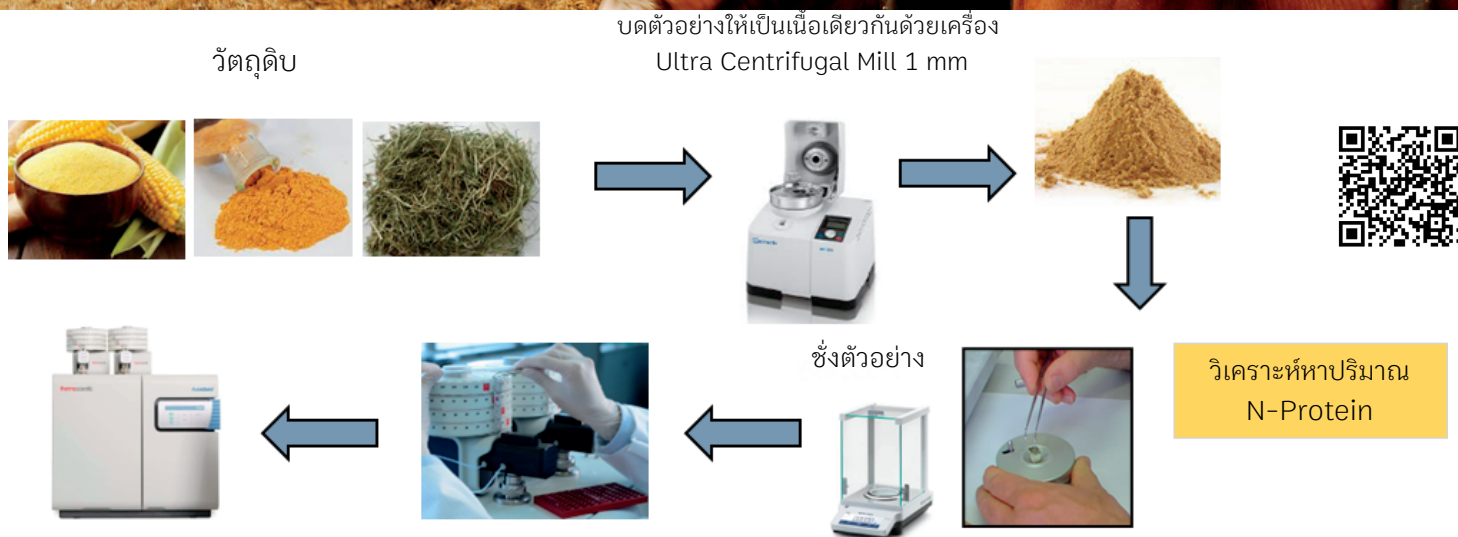 บดตัวอย่างให้เป็นเนื้อเดียวกันด้วยเครื่อง
Ultra Centrifugal Mill 1 mm
วัตถุดิบ
ชั่งตัวอย่าง
วิเคราะห์หาปริมาณ
N-Protein